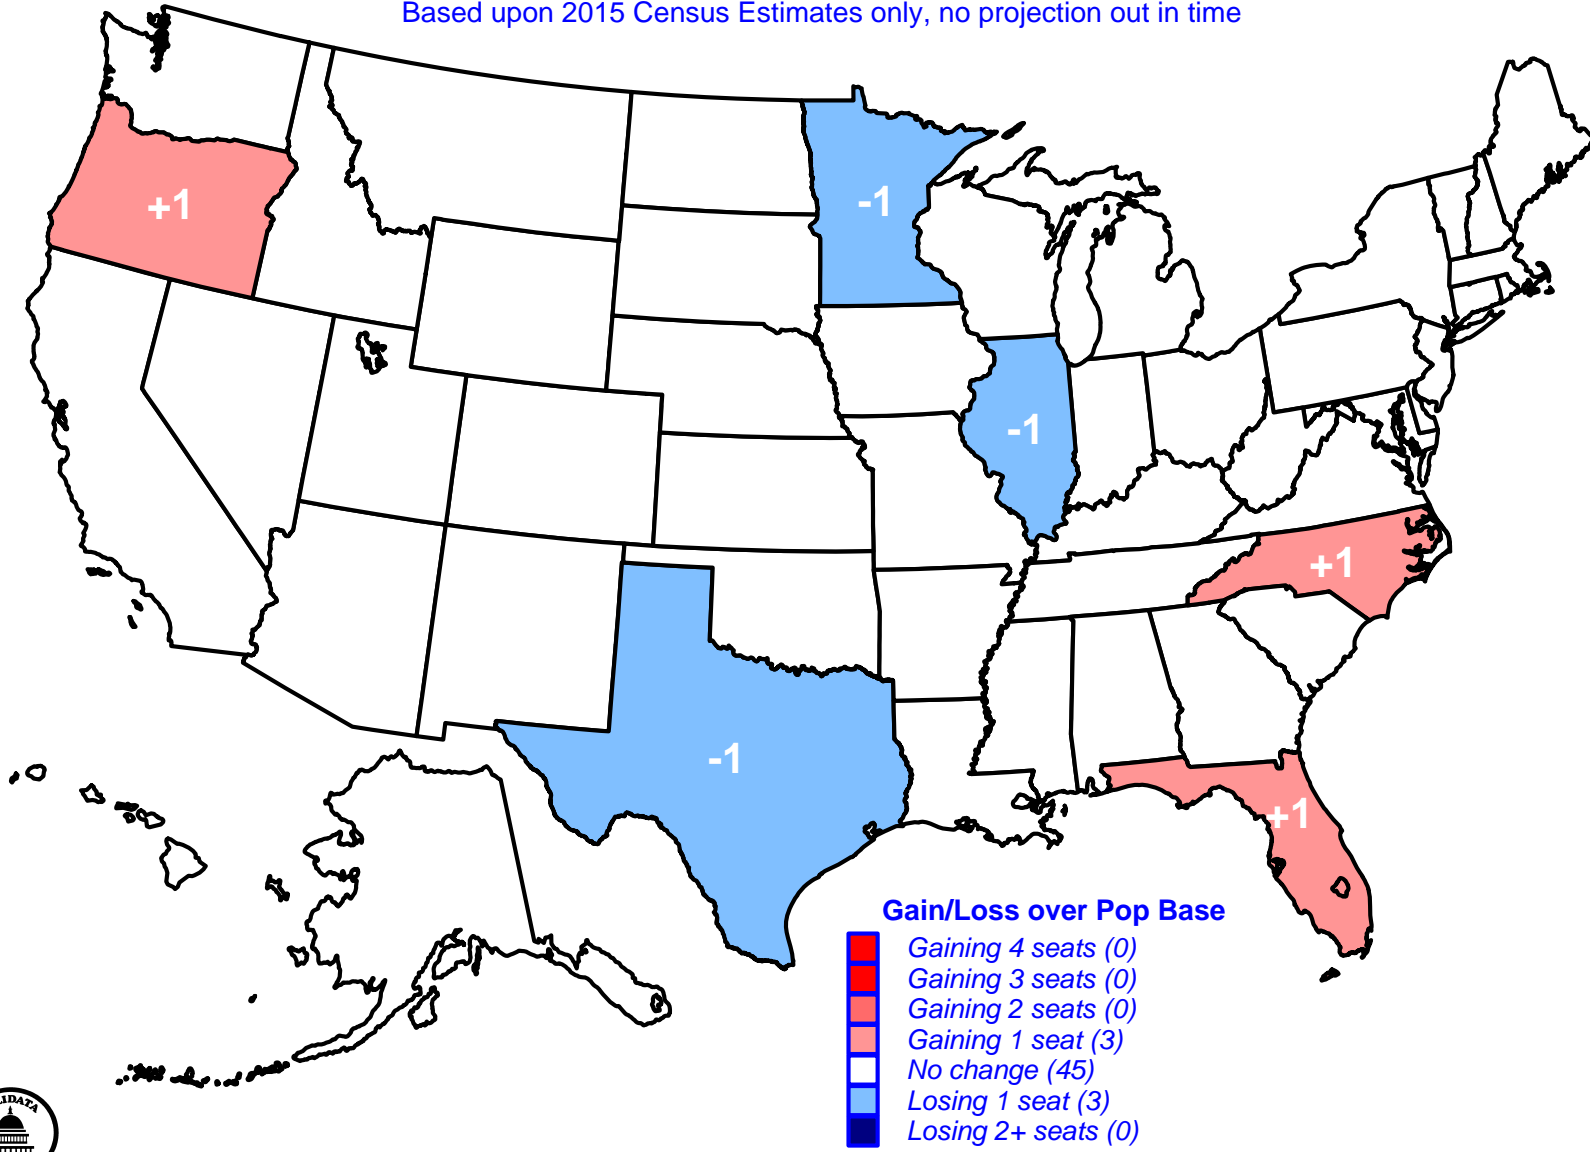 Based upon 2015 Census Estimates only, no projection out in time
+1
-1
-1
+1
-1
+1
Gain/Loss over Pop Base
Gaining 4 seats (0)
Gaining 3 seats (0)
Gaining 2 seats (0)
Gaining 1 seat (3)
No change (45)
Losing 1 seat (3)
Losing 2+ seats (0)
LIDATA